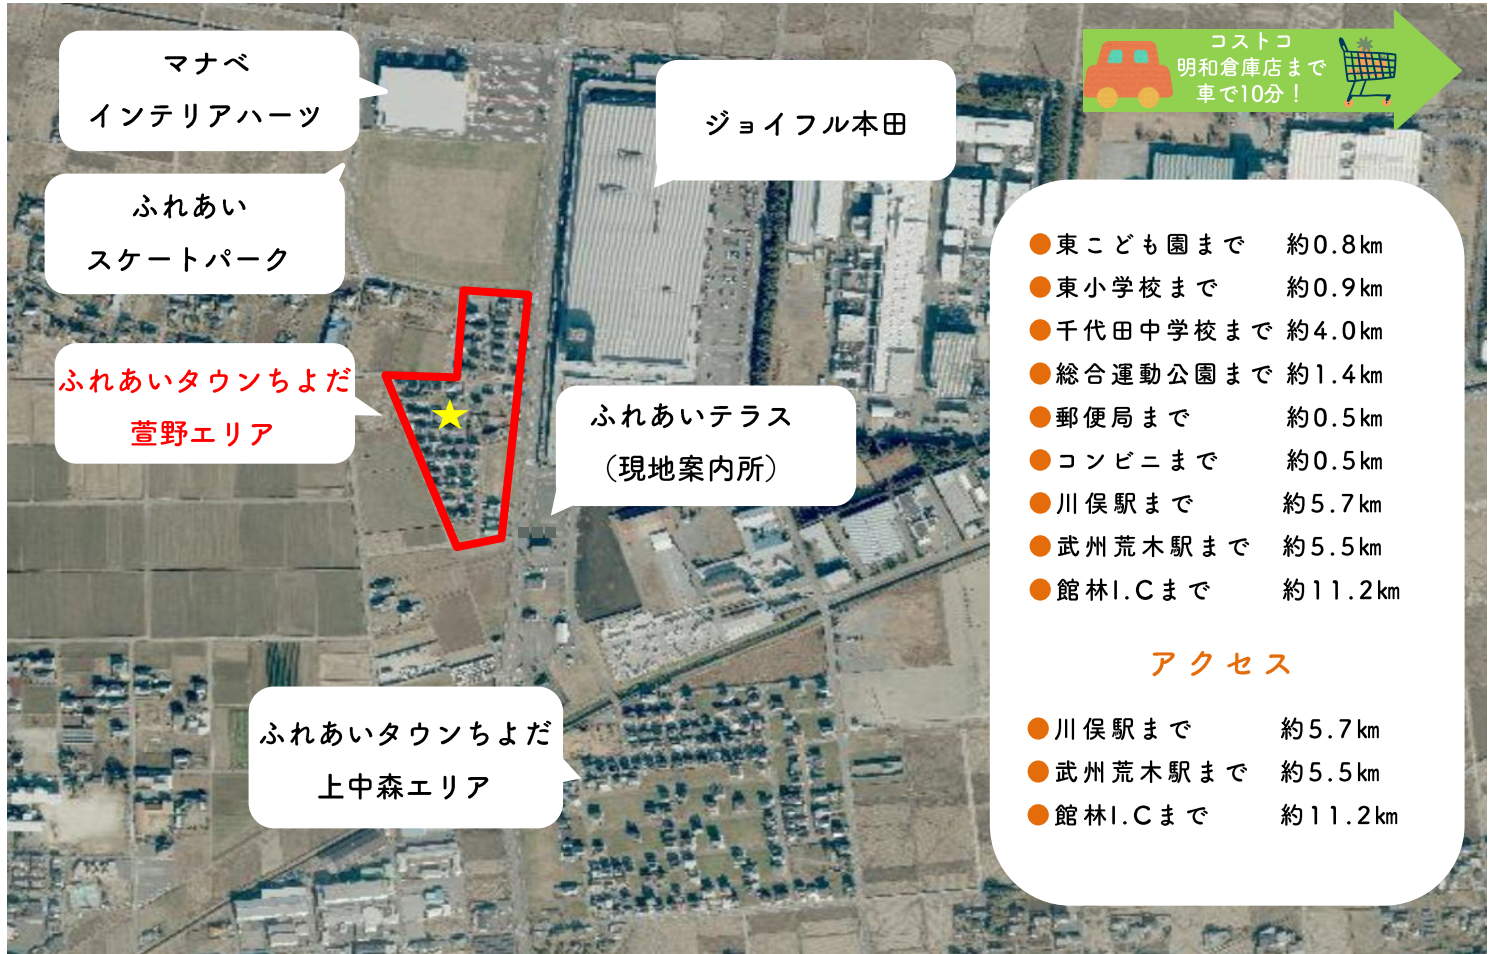 マナベ
インテリアハーツ
ふれあい
スケートパーク
ジョイフル本田
コストコ
明和倉庫店まで
車で10分！
ふれあいタウンちよだ
萱野エリア
ふれあいテラス
（現地案内所）
ふれあいタウンちよだ
上中森エリア
●東こども園まで 約0.8㎞
●東小学校まで 約0.9㎞
●千代田中学校まで 約4.0㎞
●総合運動公園まで 約1.4㎞
●郵便局まで 約0.5㎞
●コンビニまで 約0.5㎞
●川俣駅まで 約5.7㎞
●武州荒木駅まで 約5.5㎞
●館林I.Cまで 約11.2㎞
アクセス
●川俣駅まで 約5.7㎞
●武州荒木駅まで 約5.5㎞
●館林I.Cまで 約11.2㎞